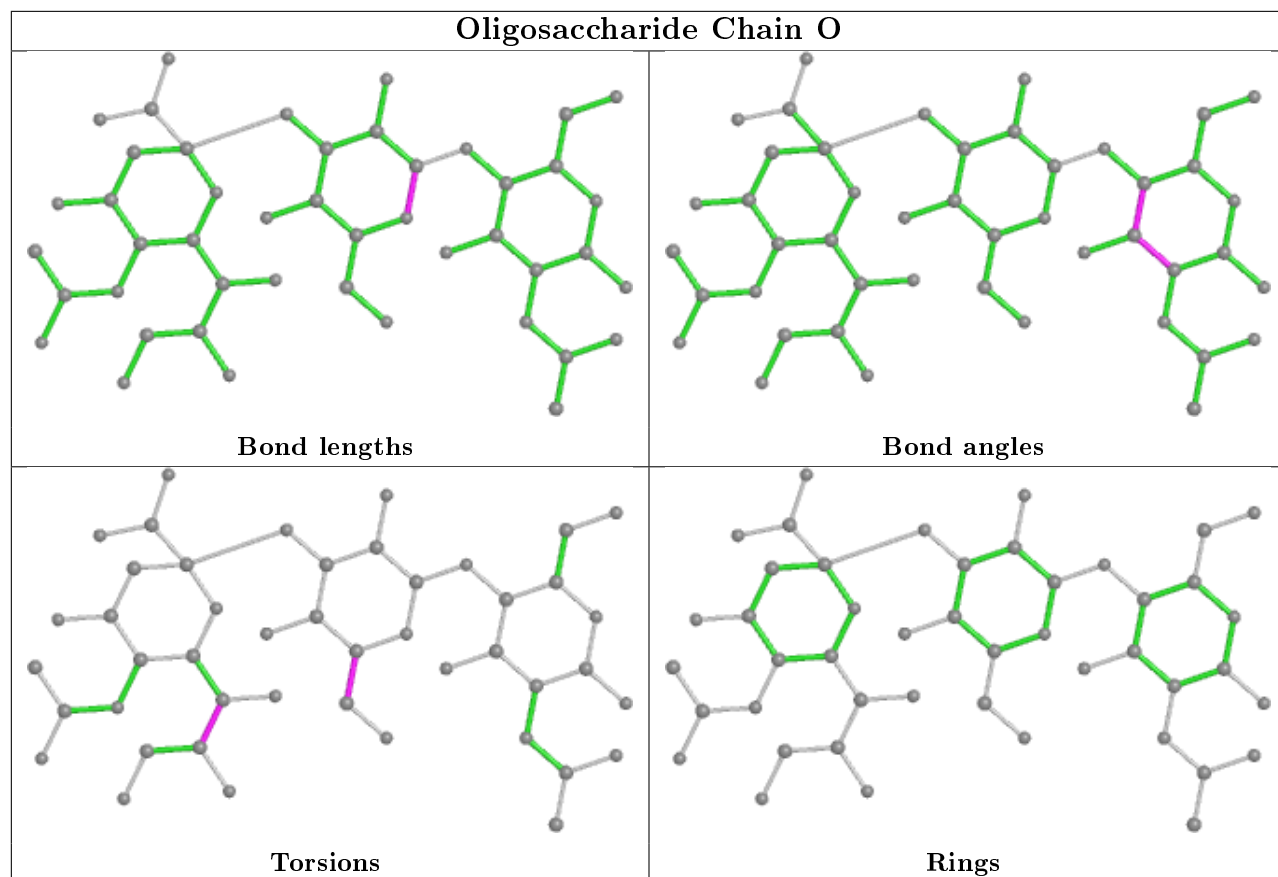 Oligosaccharide Chain O
Bond lengths
Bond angles
Torsions
Rings